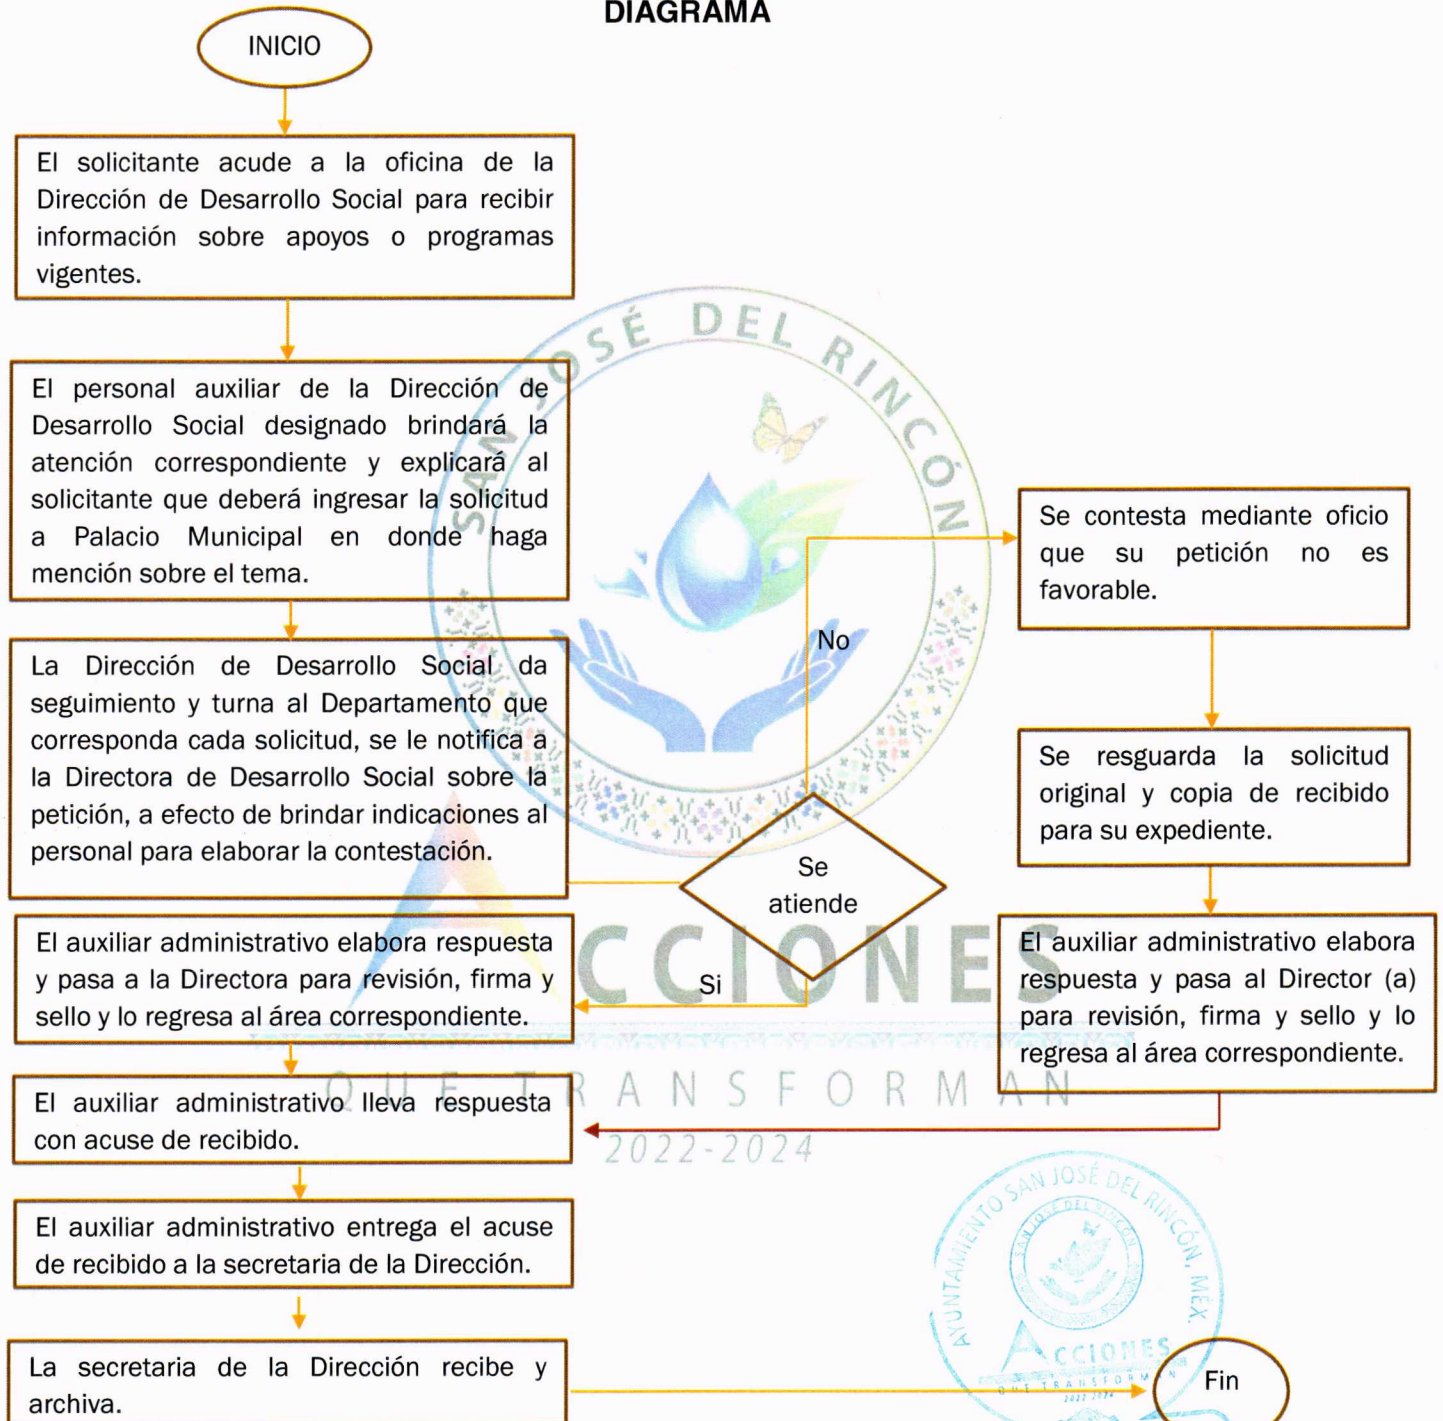 DIAGRAMA
INICIO
El solicitante acude a la oficina de la
Dirección de Desarrollo Social para recibir
información sobre apoyos o programas
vigentes.
El personal auxiliar de la Dirección de
Desarrollo Social designado brindará la
atención correspondiente y explicará al
solicitante que deberá ingresar la solicitud
a Palacio Municipal en donde haga
mención sobre el tema.
La Dirección de Desarrollo Social da
seguimiento y turna al Departamento que
corresponda cada solicitud, se le notifica a
la Directora de Desarrollo Social sobre la
petición, a efecto de brindar indicaciones al
personal para elaborar la contestación.
Se
atiende
No
Se contesta mediante oficio
que su petición no es
favorable.
Se resguarda la solicitud
original y copia de recibido
para su expediente.
El auxiliar administrativo elabora
respuesta y pasa al Director (a)
para revisión, firma y sello y lo
regresa al área correspondiente.
Si
El auxiliar administrativo elabora respuesta
y pasa a la Directora para revisión, firma y
sello y lo regresa al área correspondiente.
El auxiliar administrativo lleva respuesta
con acuse de recibido.
El auxiliar administrativo entrega el acuse
de recibido a la secretaria de la Dirección.
La secretaria de la Dirección recibe y
archiva.
Fin
SAN JOSÉ DEL RINCÓN
ACCIONES
QUE TRANSFORMAN
2022-2024
AYUNTAMIENTO SAN JOSÉ DEL RINCÓN, MÉX.
SAN JOSÉ DEL RINCÓN
ACCIONES
QUE TRANSFORMAN
2022-2024